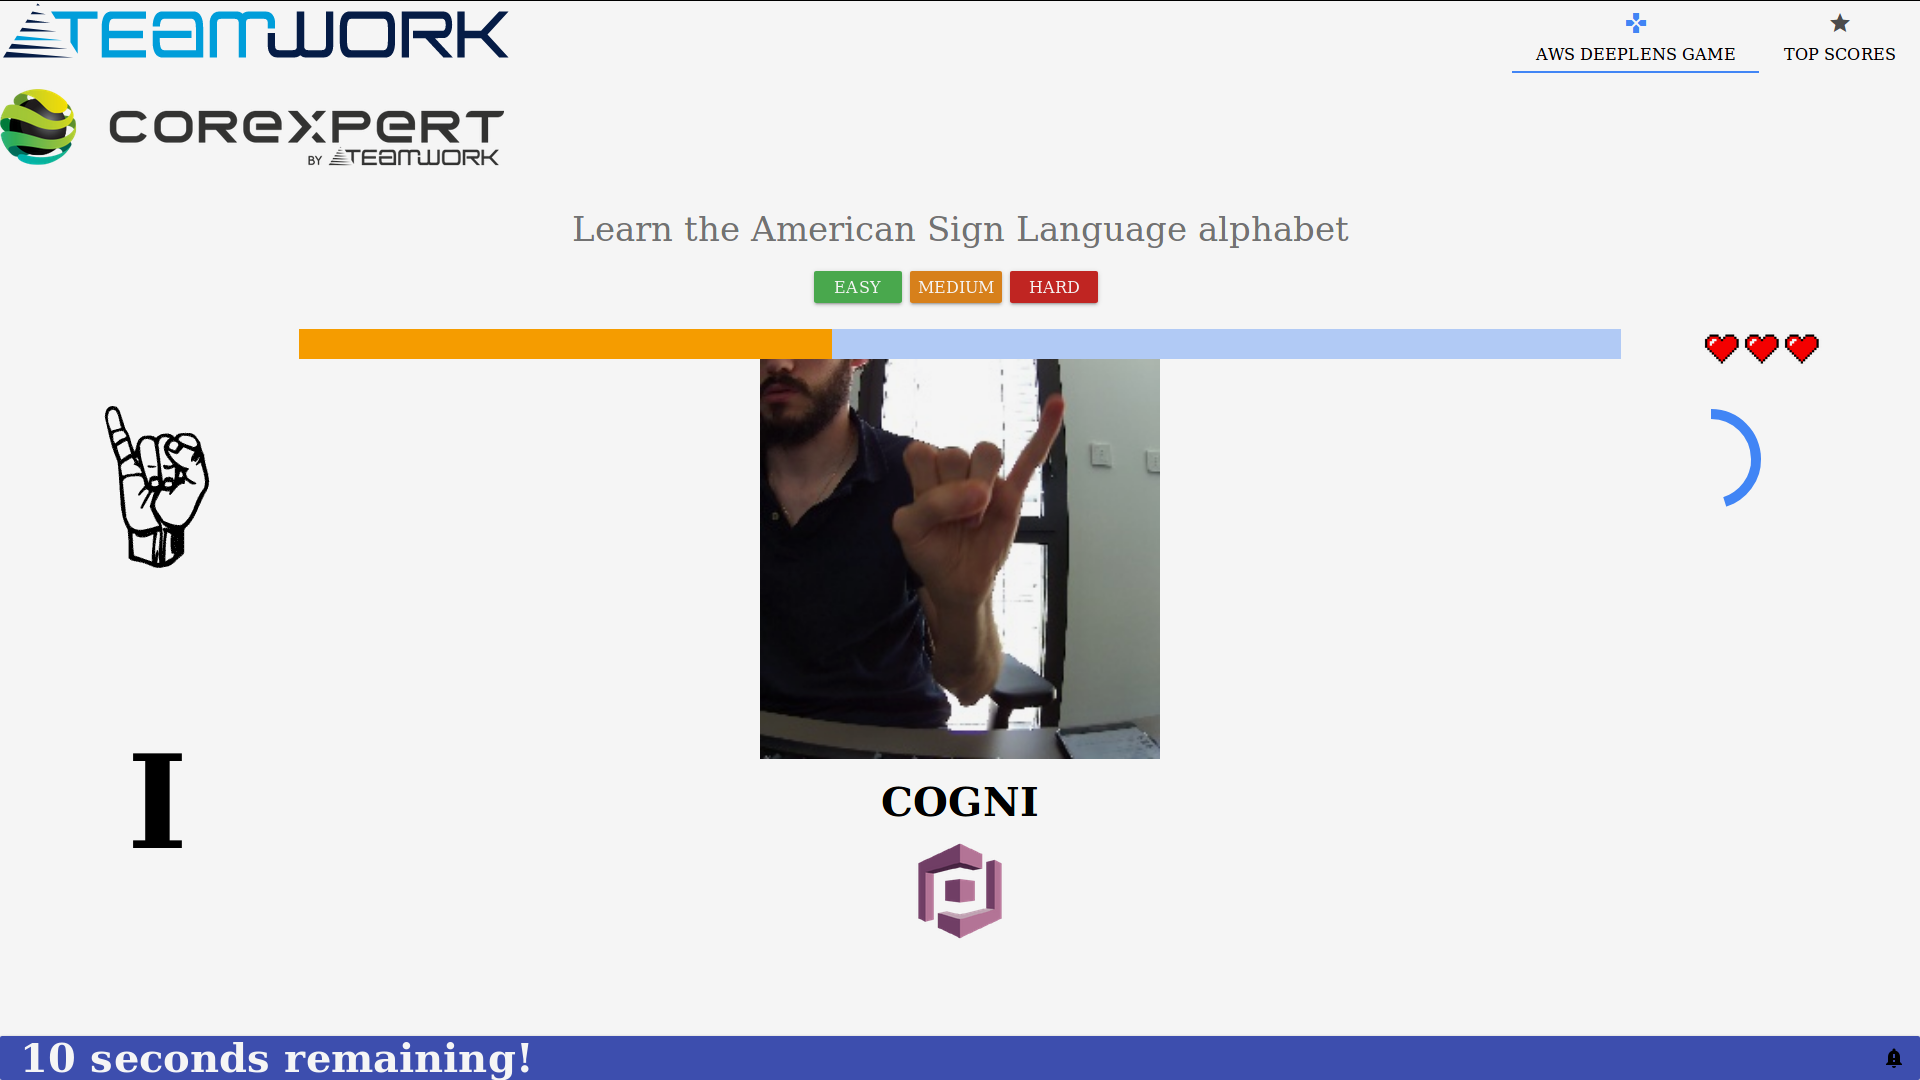 TEAMWORK
AWS DEEPLENS GAME
TOP SCORES
COREXPERT
BY TEAMWORK
Learn the American Sign Language alphabet
EASY
MEDIUM
HARD
I
COGNI
10 seconds remaining!